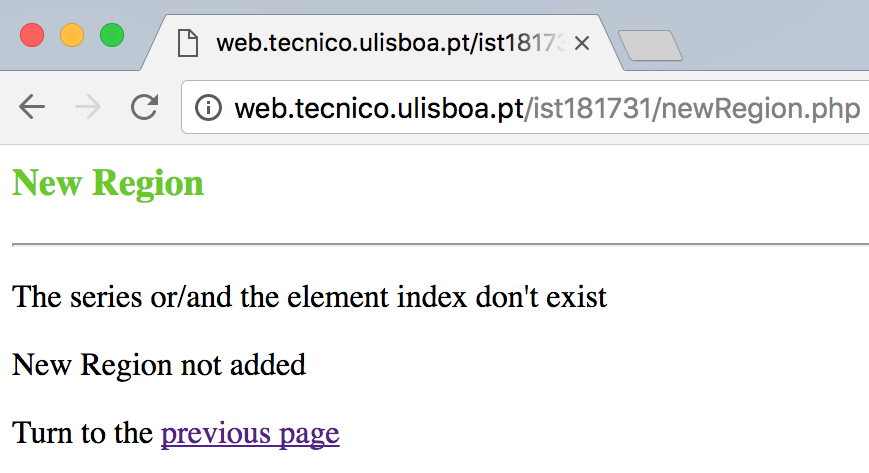 web.tecnico.ulisboa.pt/ist18173
web.tecnico.ulisboa.pt/ist181731/newRegion.php
New Region
The series or/and the element index don't exist
New Region not added
Turn to the previous page